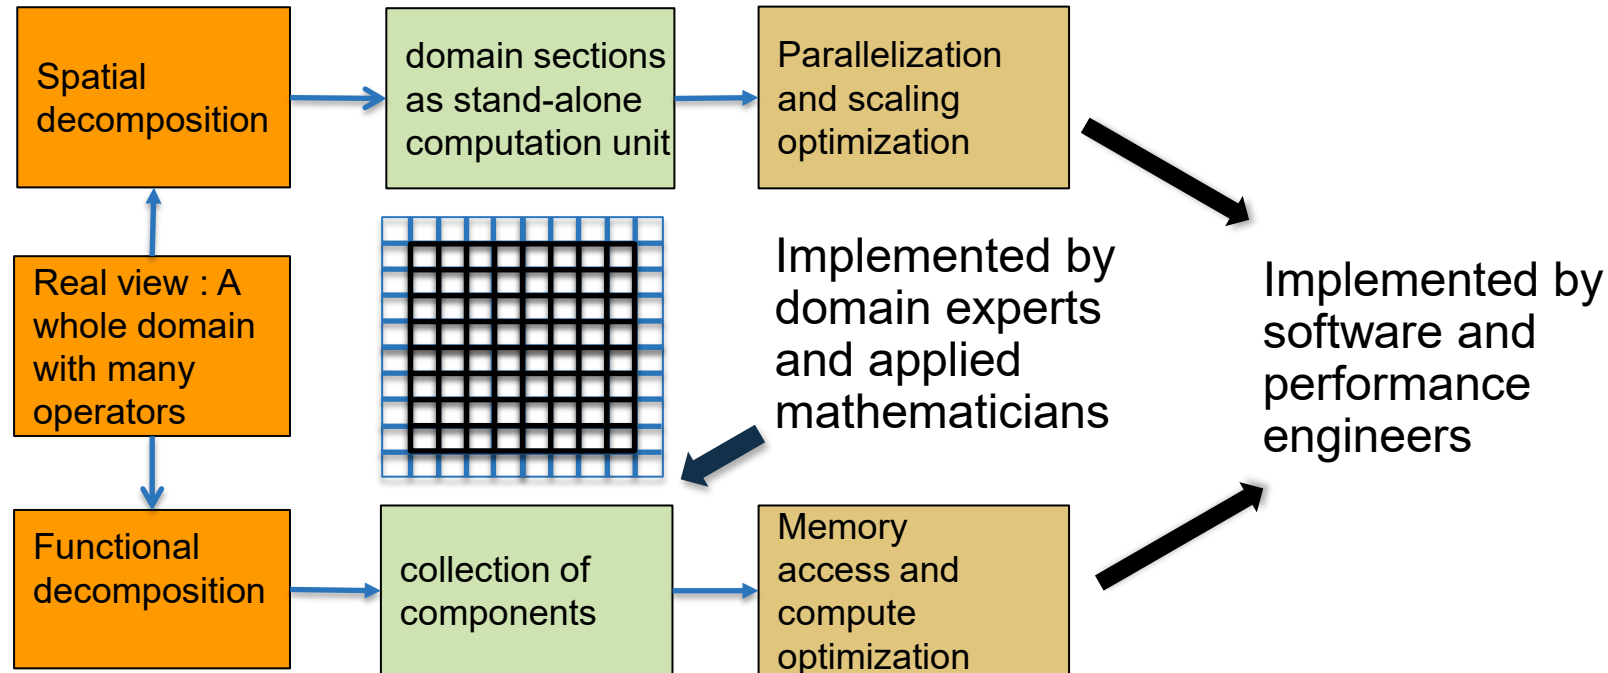 Spatial
decomposition
domain sections
as stand-alone
computation unit
Parallelization
and scaling
optimization
Real view : A
whole domain
with many
operators
Implemented by
domain experts
and applied
mathematicians
Implemented by
software and
performance
engineers
Functional
decomposition
collection of
components
Memory
access and
compute
optimization